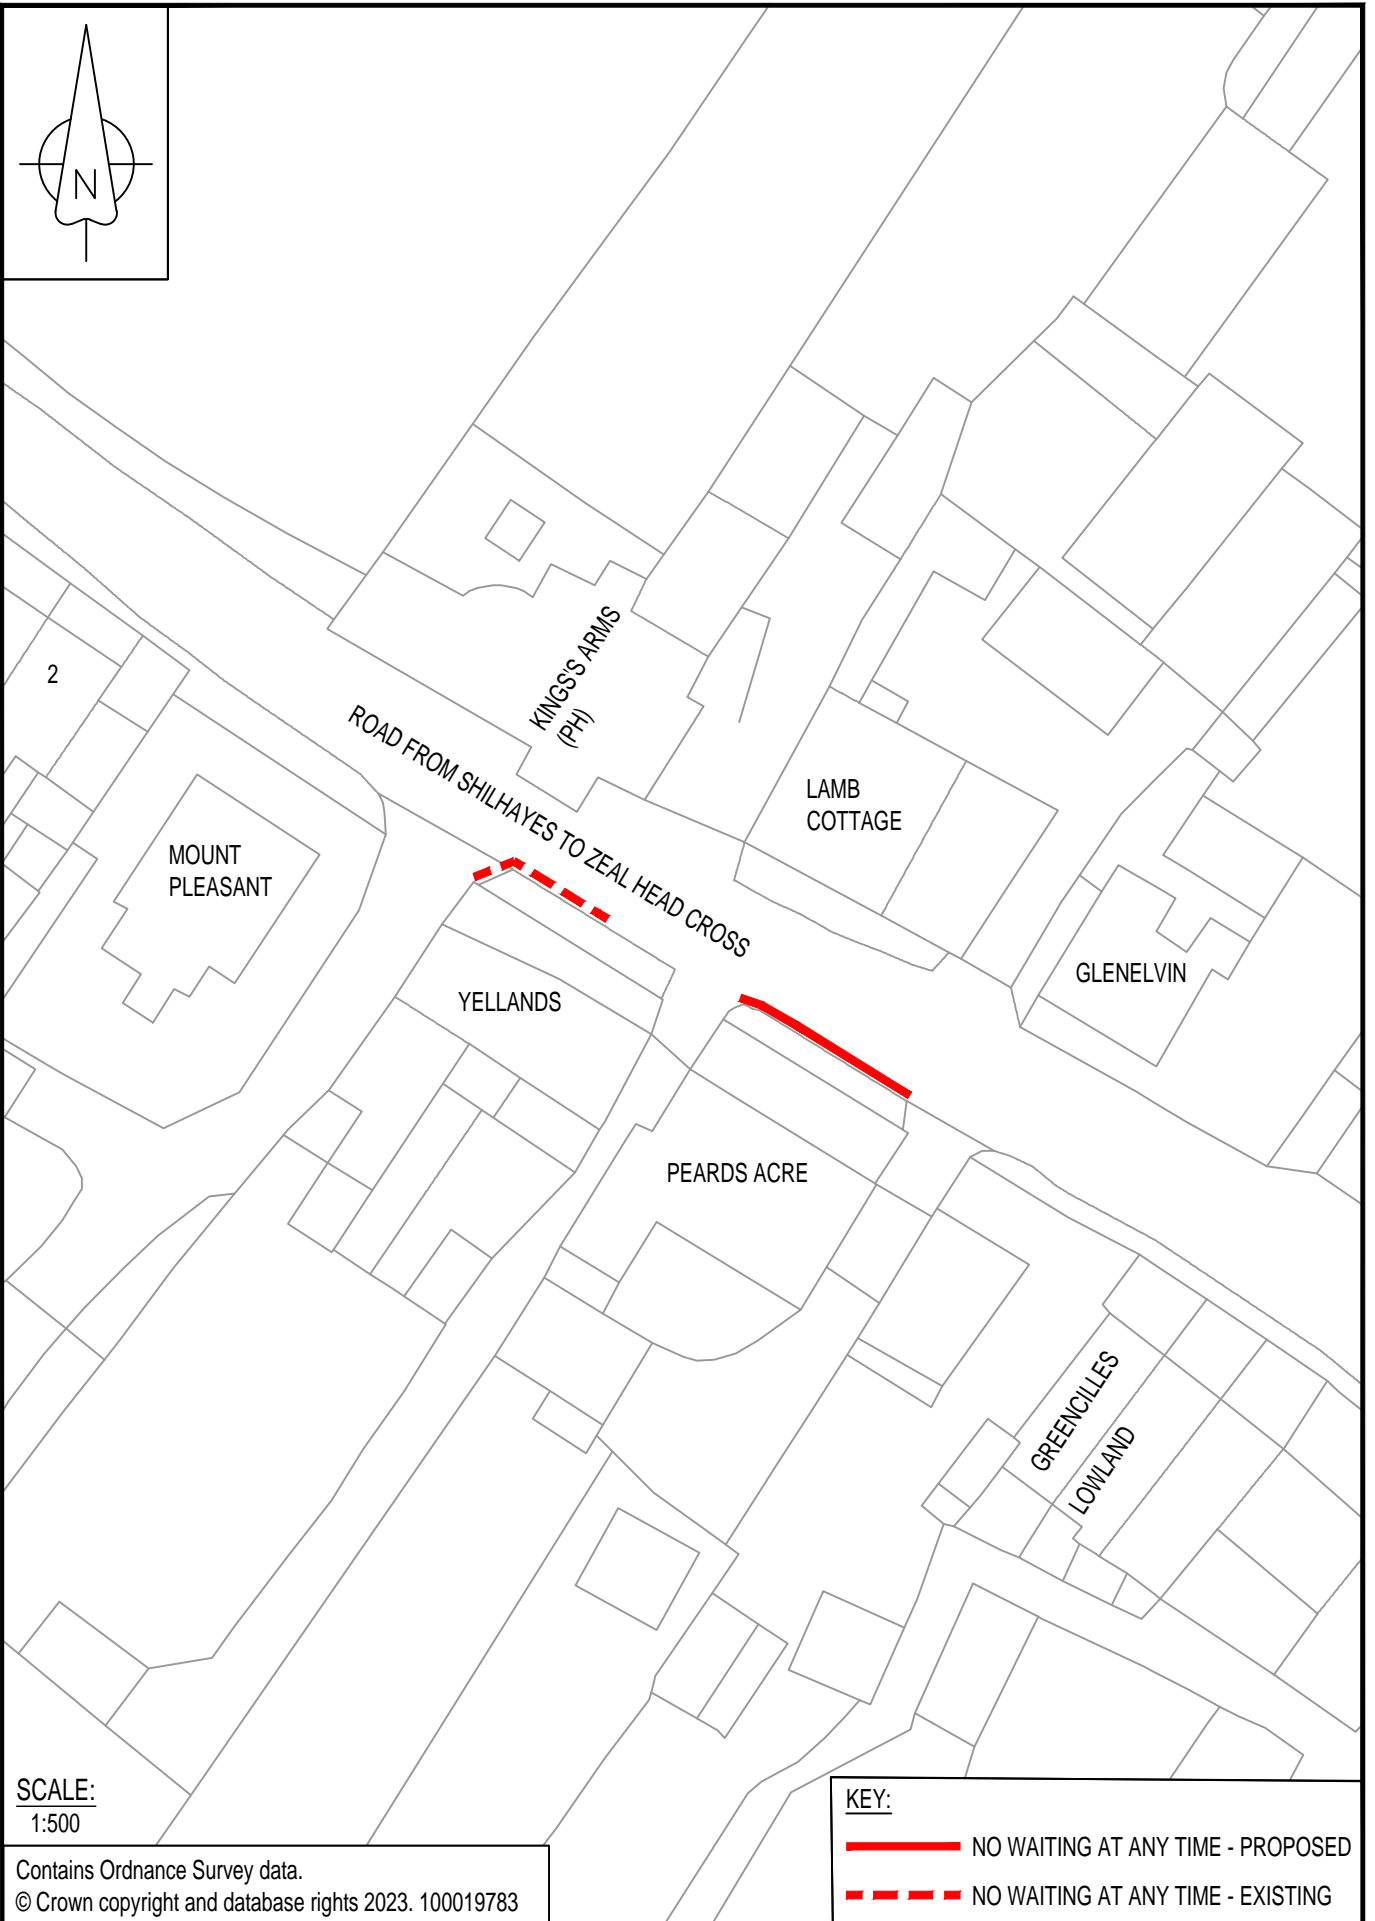 N
KINGS'S ARMS
(PH)
2
ROAD FROM SHILHAYES TO ZEAL HEAD CROSS
LAMB
COTTAGE
MOUNT
PLEASANT
GLENELVIN
YELLANDS
PEARDS ACRE
GREENCILLES
LOWLAND
SCALE:
1:500
Contains Ordnance Survey data.
© Crown copyright and database rights 2023. 100019783
KEY:
NO WAITING AT ANY TIME - PROPOSED
NO WAITING AT ANY TIME - EXISTING